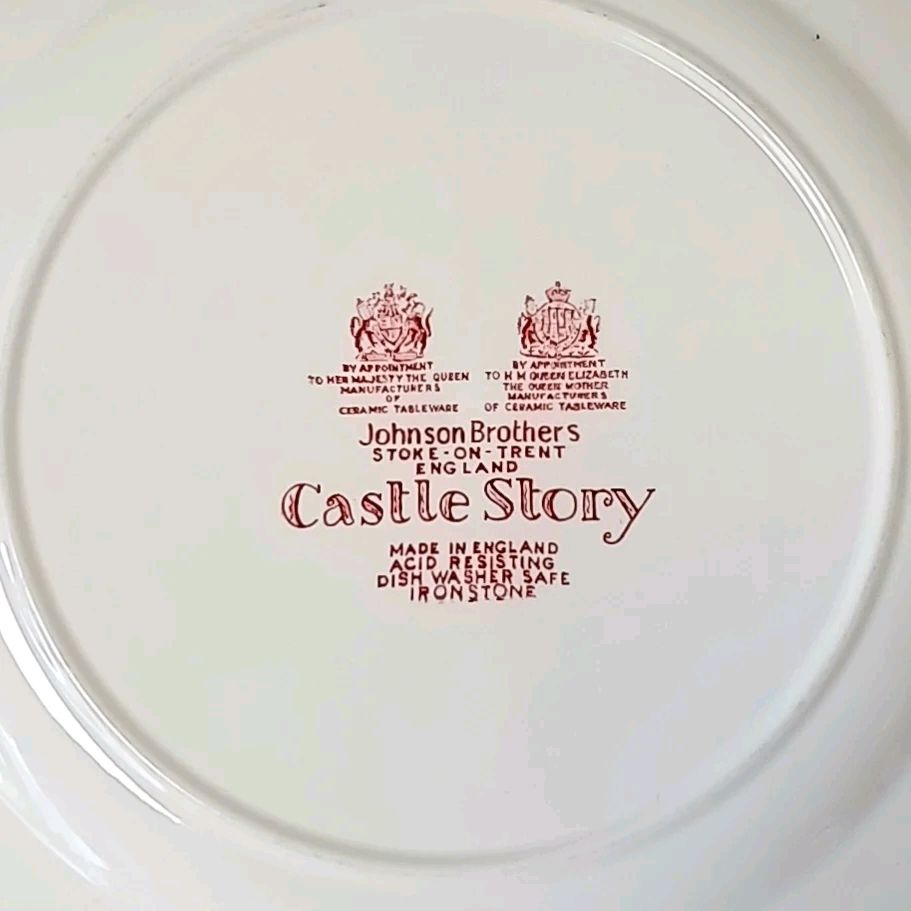 BY APPOINTMENT
TO HER MAJESTY THE QUEEN
MANUFACTURERS
OF
CERAMIC TABLEWARE
BY APPOINTMENT
TO H M QUEEN ELIZABETH
THE QUEEN MOTHER
MANUFACTURERS
OF CERAMIC TABLEWARE
Johnson Brothers
STOKE-ON-TRENT
ENGLAND
Castle Story
MADE IN ENGLAND
ACID RESISTING
DISH WASHER SAFE
IRONSTONE